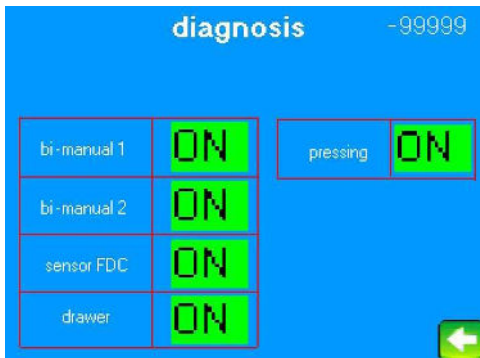 diagnosis -99999
bi-manual 1 ON
pressing ON
bi-manual 2 ON
sensor FDC ON
drawer ON